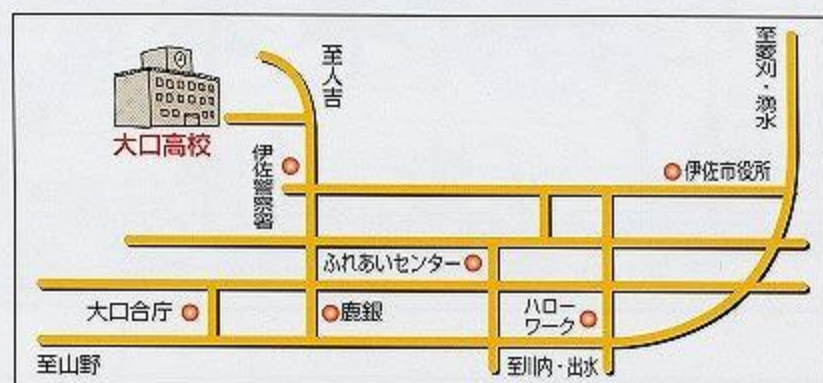 至人吉
至菱刈・湧水
大口高校
伊佐警察署
伊佐市役所
ふれあいセンター
大口合庁
鹿銀
ハロー
ワーク
至山野
至川内・出水